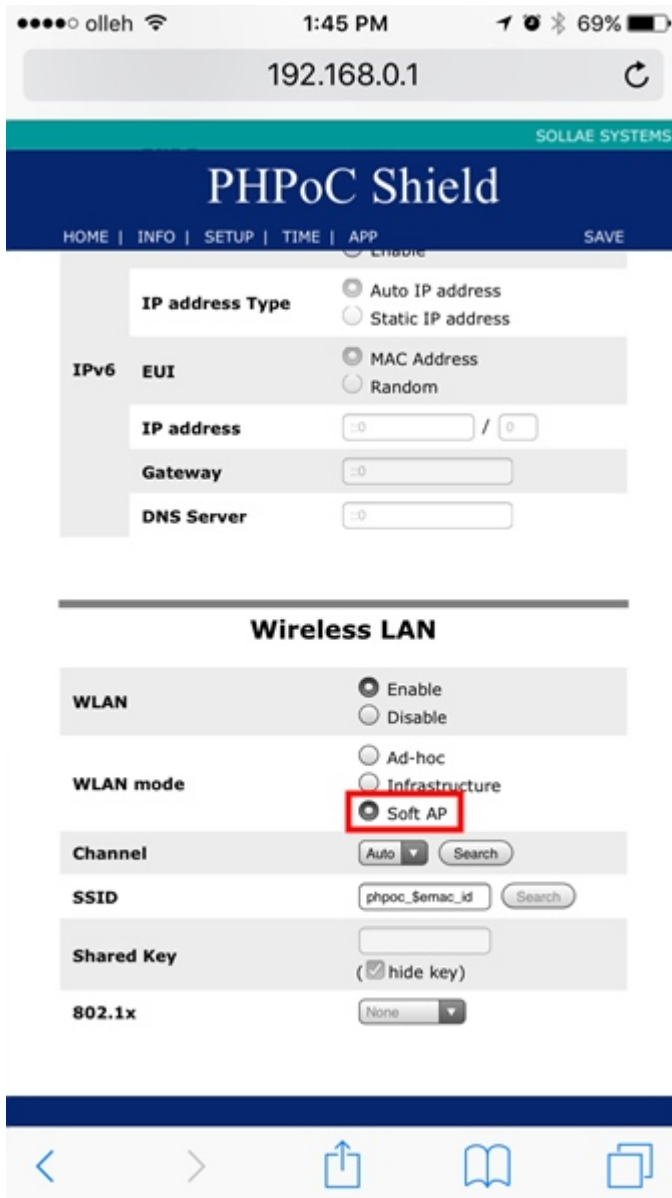 olleh 1:45 PM 69%
192.168.0.1
SOLLAE SYSTEMS
PHPoC Shield
HOME | INFO | SETUP | TIME | APP SAVE
Enable
IP address Type
Auto IP address
Static IP address
IPv6
EUI
MAC Address
Random
IP address ::0 / 0
Gateway ::0
DNS Server ::0
Wireless LAN
WLAN
Enable
Disable
WLAN mode
Ad-hoc
Infrastructure
Soft AP
Channel Auto Search
SSID phpoc_$emac_id Search
Shared Key
(hide key)
802.1x None